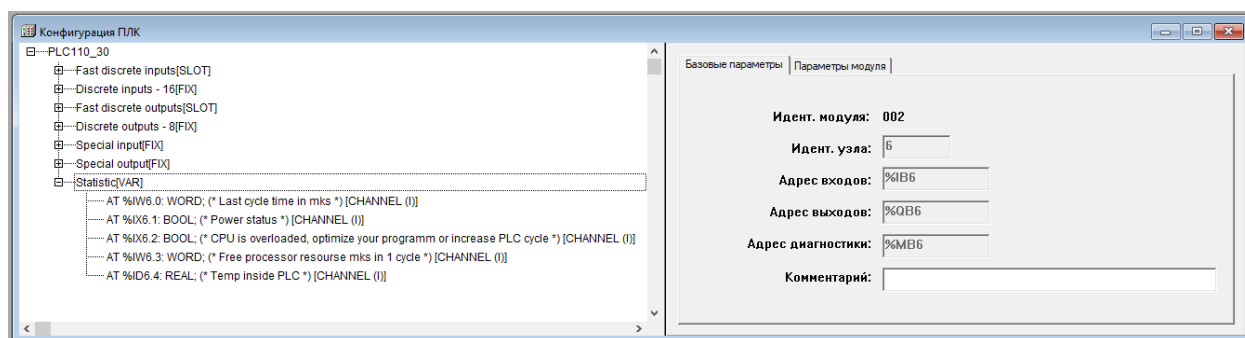 Конфигурация ПЛК
PLC110_30
Fast discrete inputs[SLOT]
Discrete inputs - 16[FIX]
Fast discrete outputs[SLOT]
Discrete outputs - 8[FIX]
Special input[FIX]
Special output[FIX]
Statistic[VAR]
AT %IW6.0: WORD; (* Last cycle time in mks *) [CHANNEL (I)]
AT %IX6.1: BOOL; (* Power status *) [CHANNEL (I)]
AT %IX6.2: BOOL; (* CPU is overloaded, optimize your programm or increase PLC cycle *) [CHANNEL (I)]
AT %IW6.3: WORD; (* Free processor resourse mks in 1 cycle *) [CHANNEL (I)]
AT %ID6.4: REAL; (* Temp inside PLC *) [CHANNEL (I)]
Базовые параметры Параметры модуля
Идент. модуля: 002
Идент. узла: 6
Адрес входов: %IB6
Адрес выходов: %QB6
Адрес диагностики: %MB6
Комментарий: